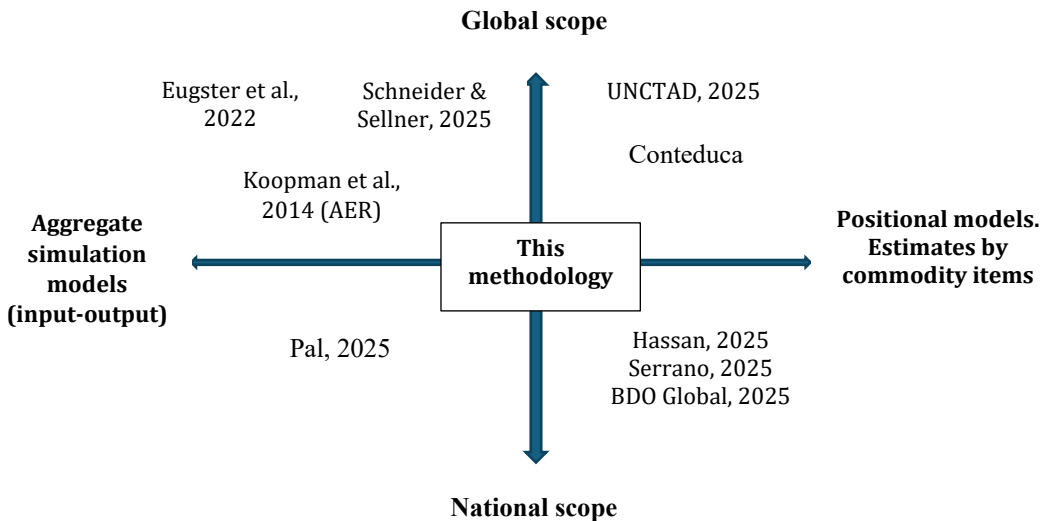 Global scope
Eugster et al.,
2022
Schneider &
Sellner, 2025
UNCTAD, 2025
Conteduca
Koopman et al.,
2014 (AER)
Aggregate
simulation
models
(input-output)
This
methodology
Positional models.
Estimates by
commodity items
Pal, 2025
Hassan, 2025
Serrano, 2025
BDO Global, 2025
National scope